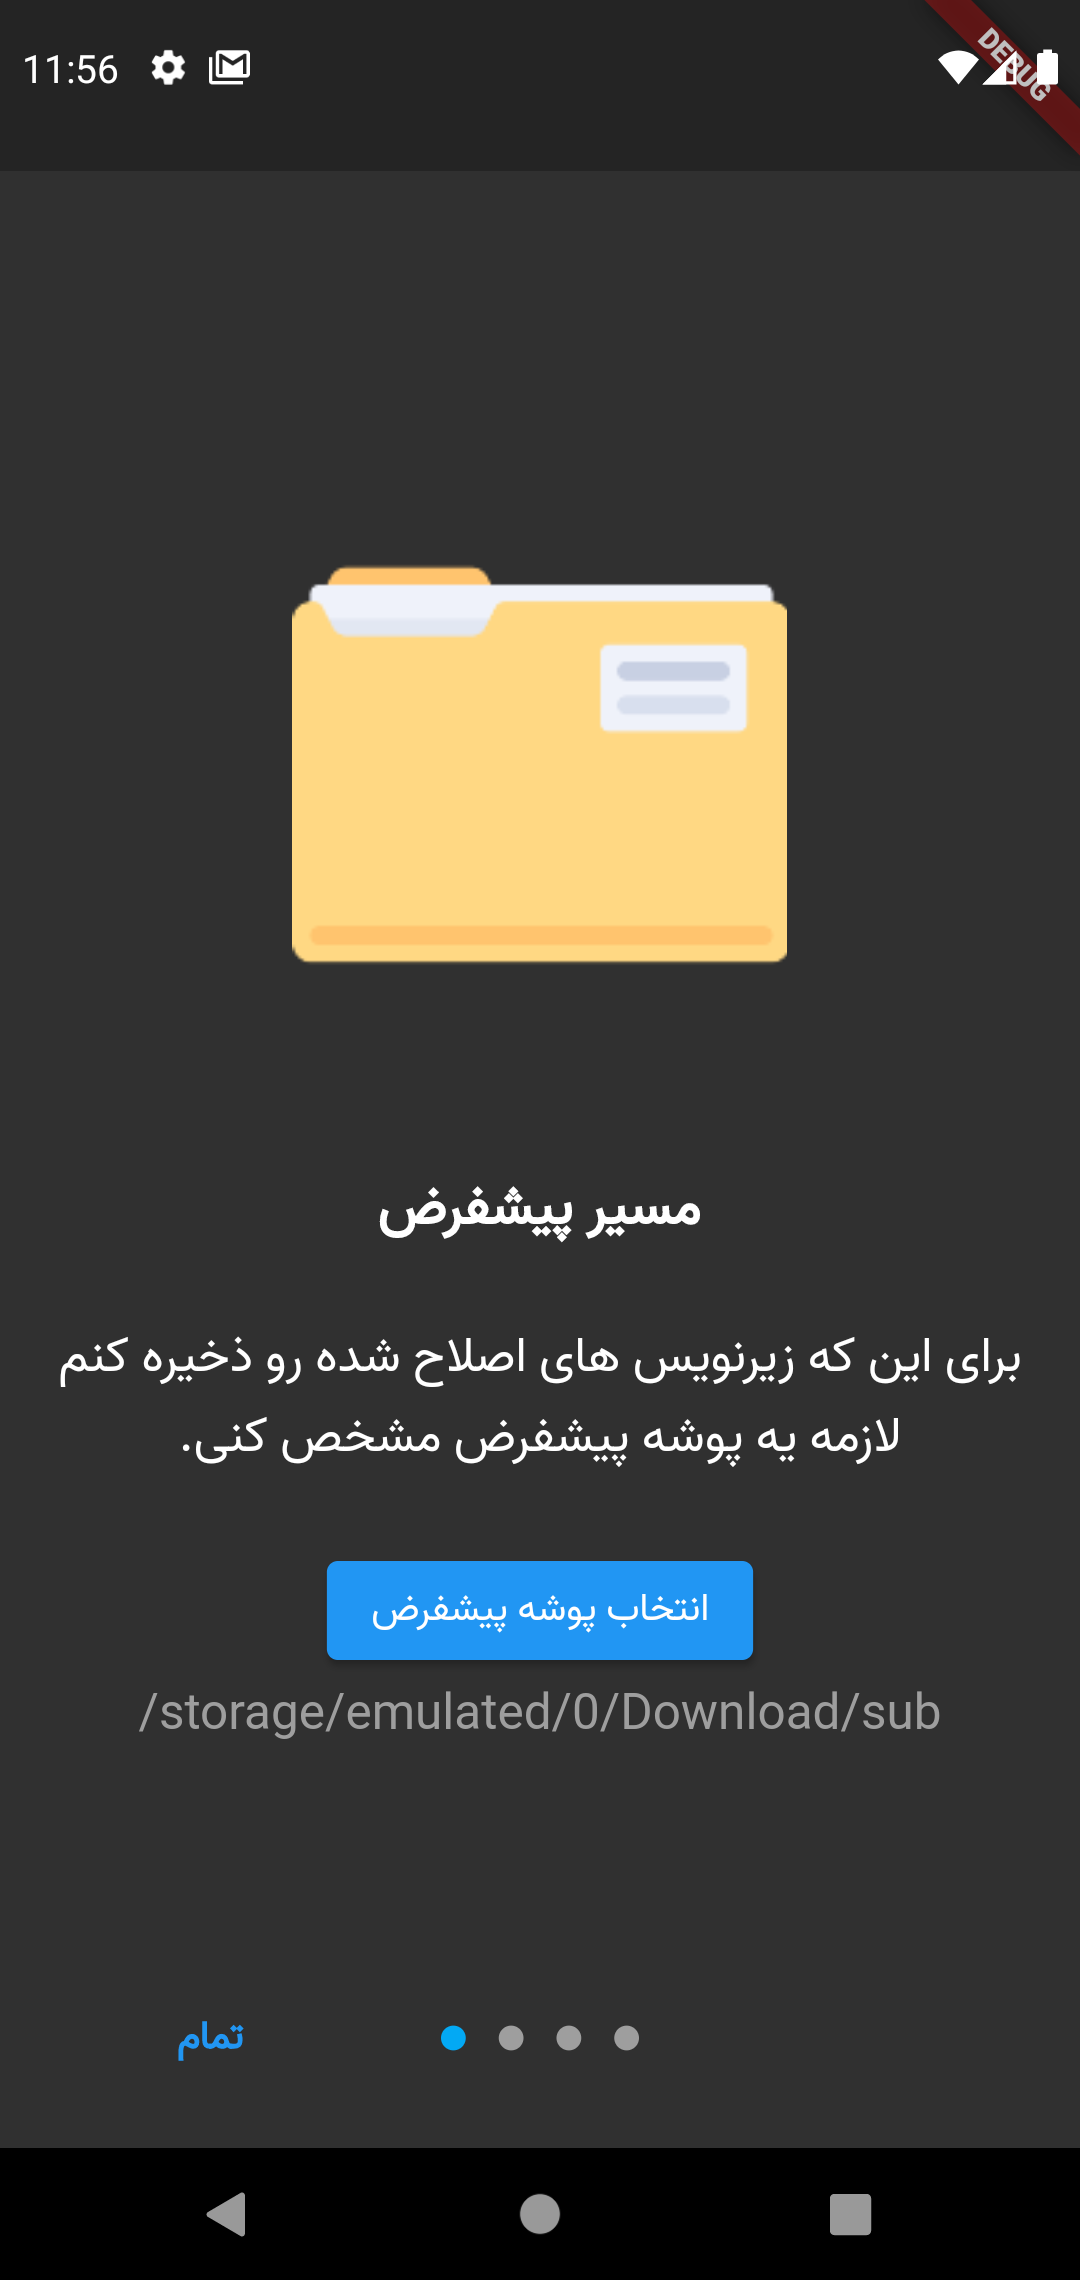 11:56
DEBUG
مسیر پیشفرض
برای این که زیرنویس های اصلاح شده رو ذخیره کنم
لازمه یه پوشه پیشفرض مشخص کنی.
انتخاب پوشه پیشفرض
/storage/emulated/0/Download/sub
تمام